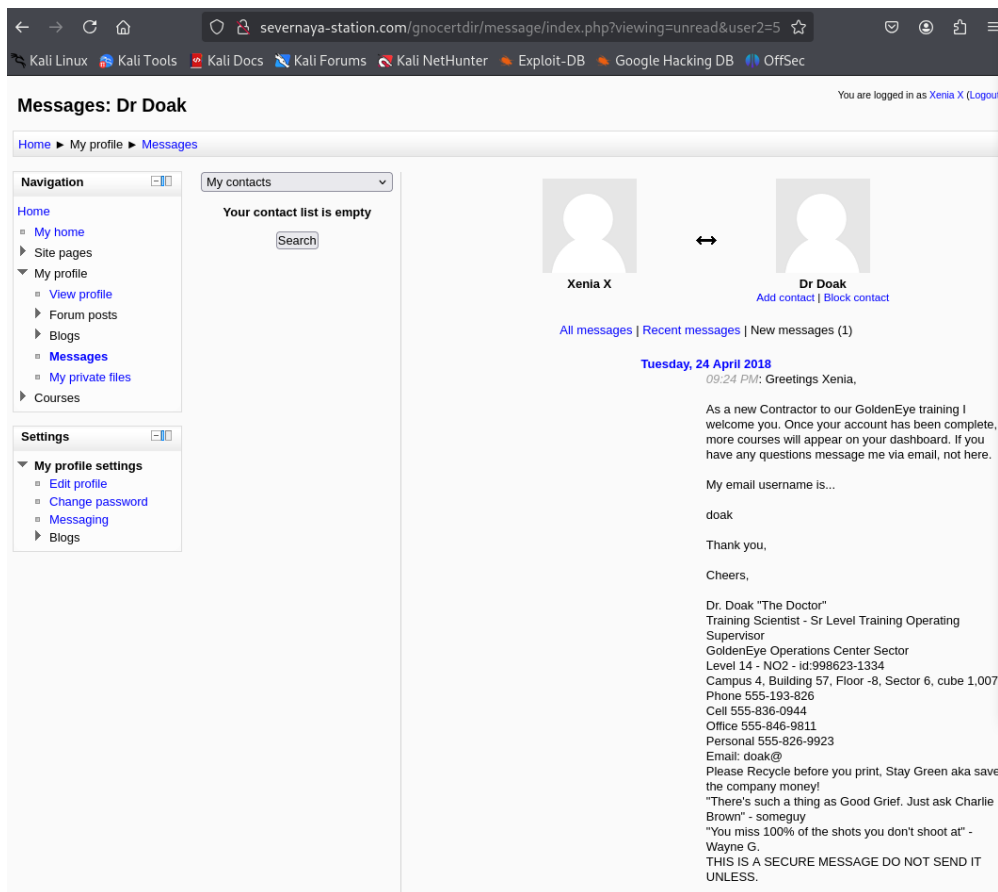 severnaya-station.com/gnocertdir/message/index.php?viewing=unread&user2=5
Kali Linux Kali Tools Kali Docs Kali Forums Kali NetHunter Exploit-DB Google Hacking DB OffSec
Messages: Dr Doak
You are logged in as Xenia X (Logout
Home ► My profile ► Messages
Navigation
Home
My home
Site pages
My profile
View profile
Forum posts
Blogs
Messages
My private files
Courses
Settings
My profile settings
Edit profile
Change password
Messaging
Blogs
My contacts
Your contact list is empty
Search
Xenia X
Dr Doak
Add contact | Block contact
All messages | Recent messages | New messages (1)
Tuesday, 24 April 2018
09:24 PM: Greetings Xenia,
As a new Contractor to our GoldenEye training I
welcome you. Once your account has been complete,
more courses will appear on your dashboard. If you
have any questions message me via email, not here.
My email username is...
doak
Thank you,
Cheers,
Dr. Doak "The Doctor"
Training Scientist - Sr Level Training Operating
Supervisor
GoldenEye Operations Center Sector
Level 14 - NO2 - id:998623-1334
Campus 4, Building 57, Floor -8, Sector 6, cube 1,007
Phone 555-193-826
Cell 555-836-0944
Office 555-846-9811
Personal 555-826-9923
Email: doak@
Please Recycle before you print, Stay Green aka save
the company money!
"There's such a thing as Good Grief. Just ask Charlie
Brown" - someguy
"You miss 100% of the shots you don't shoot at" -
Wayne G.
THIS IS A SECURE MESSAGE DO NOT SEND IT
UNLESS.